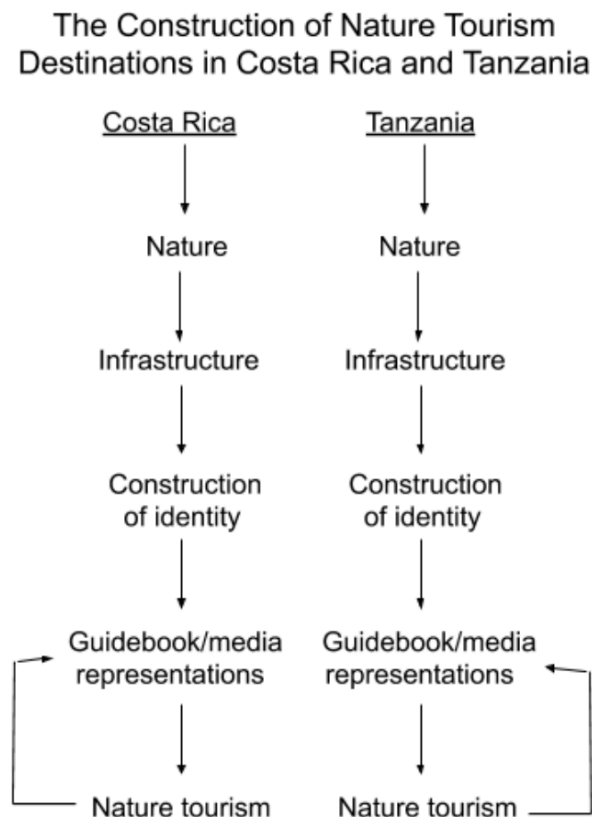 The Construction of Nature Tourism
Destinations in Costa Rica and Tanzania
Costa Rica
Tanzania
Nature
Nature
Infrastructure
Infrastructure
Construction
of identity
Construction
of identity
Guidebook/media
representations
Guidebook/media
representations
Nature tourism
Nature tourism